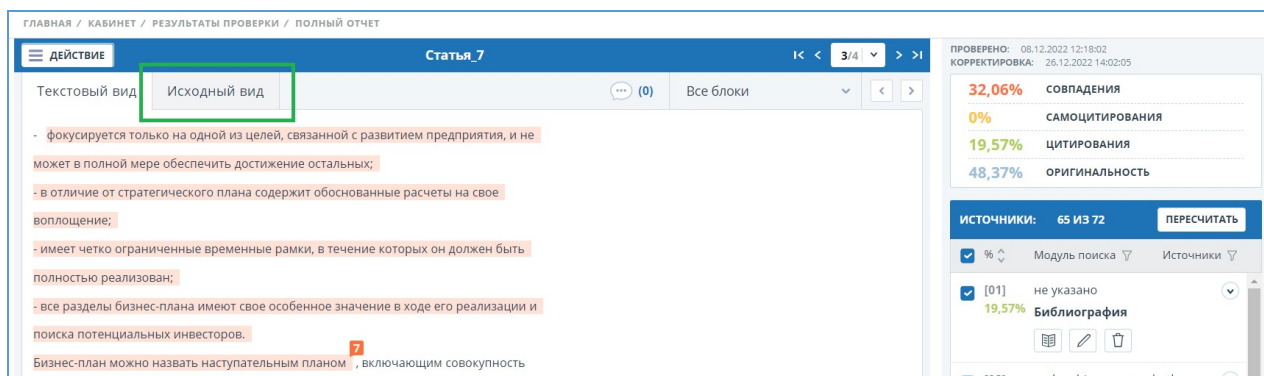 ГЛАВНАЯ / КАБИНЕТ / РЕЗУЛЬТАТЫ ПРОВЕРКИ / ПОЛНЫЙ ОТЧЕТ
ДЕЙСТВИЕ
Статья_7
3/4
Текстовый вид
Исходный вид
(0)
Все блоки
- фокусируется только на одной из целей, связанной с развитием предприятия, и не
может в полной мере обеспечить достижение остальных;
- в отличие от стратегического плана содержит обоснованные расчеты на свое
воплощение;
- имеет четко ограниченные временные рамки, в течение которых он должен быть
полностью реализован;
- все разделы бизнес-плана имеют свое особенное значение в ходе его реализации и
поиска потенциальных инвесторов.
7
Бизнес-план можно назвать наступательным планом , включающим совокупность
ПРОВЕРЕНО: 08.12.2022 12:18:02
КОРРЕКТИРОВКА: 26.12.2022 14:02:05
32,06% СОВПАДЕНИЯ
0% САМОЦИТИРОВАНИЯ
19,57% ЦИТИРОВАНИЯ
48,37% ОРИГИНАЛЬНОСТЬ
ИСТОЧНИКИ: 65 ИЗ 72
ПЕРЕСЧИТАТЬ
% Модуль поиска Источники
[01] не указано
19,57% Библиография